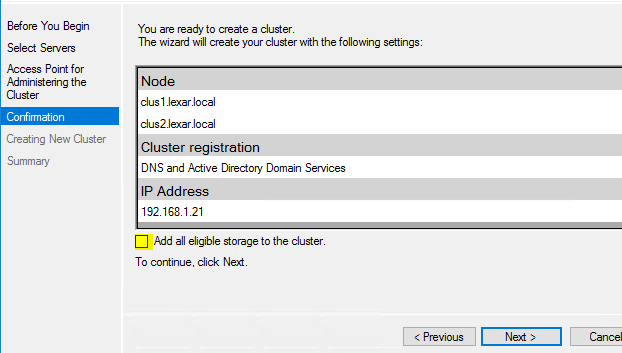 Before You Begin
Select Servers
Access Point for
Administering the
Cluster
Confirmation
Creating New Cluster
Summary
You are ready to create a cluster.
The wizard will create your cluster with the following settings:
Node
clus1.lexar.local
clus2.lexar.local
Cluster registration
DNS and Active Directory Domain Services
IP Address
192.168.1.21
Add all eligible storage to the cluster.
To continue, click Next.
< Previous
Next >
Cancel